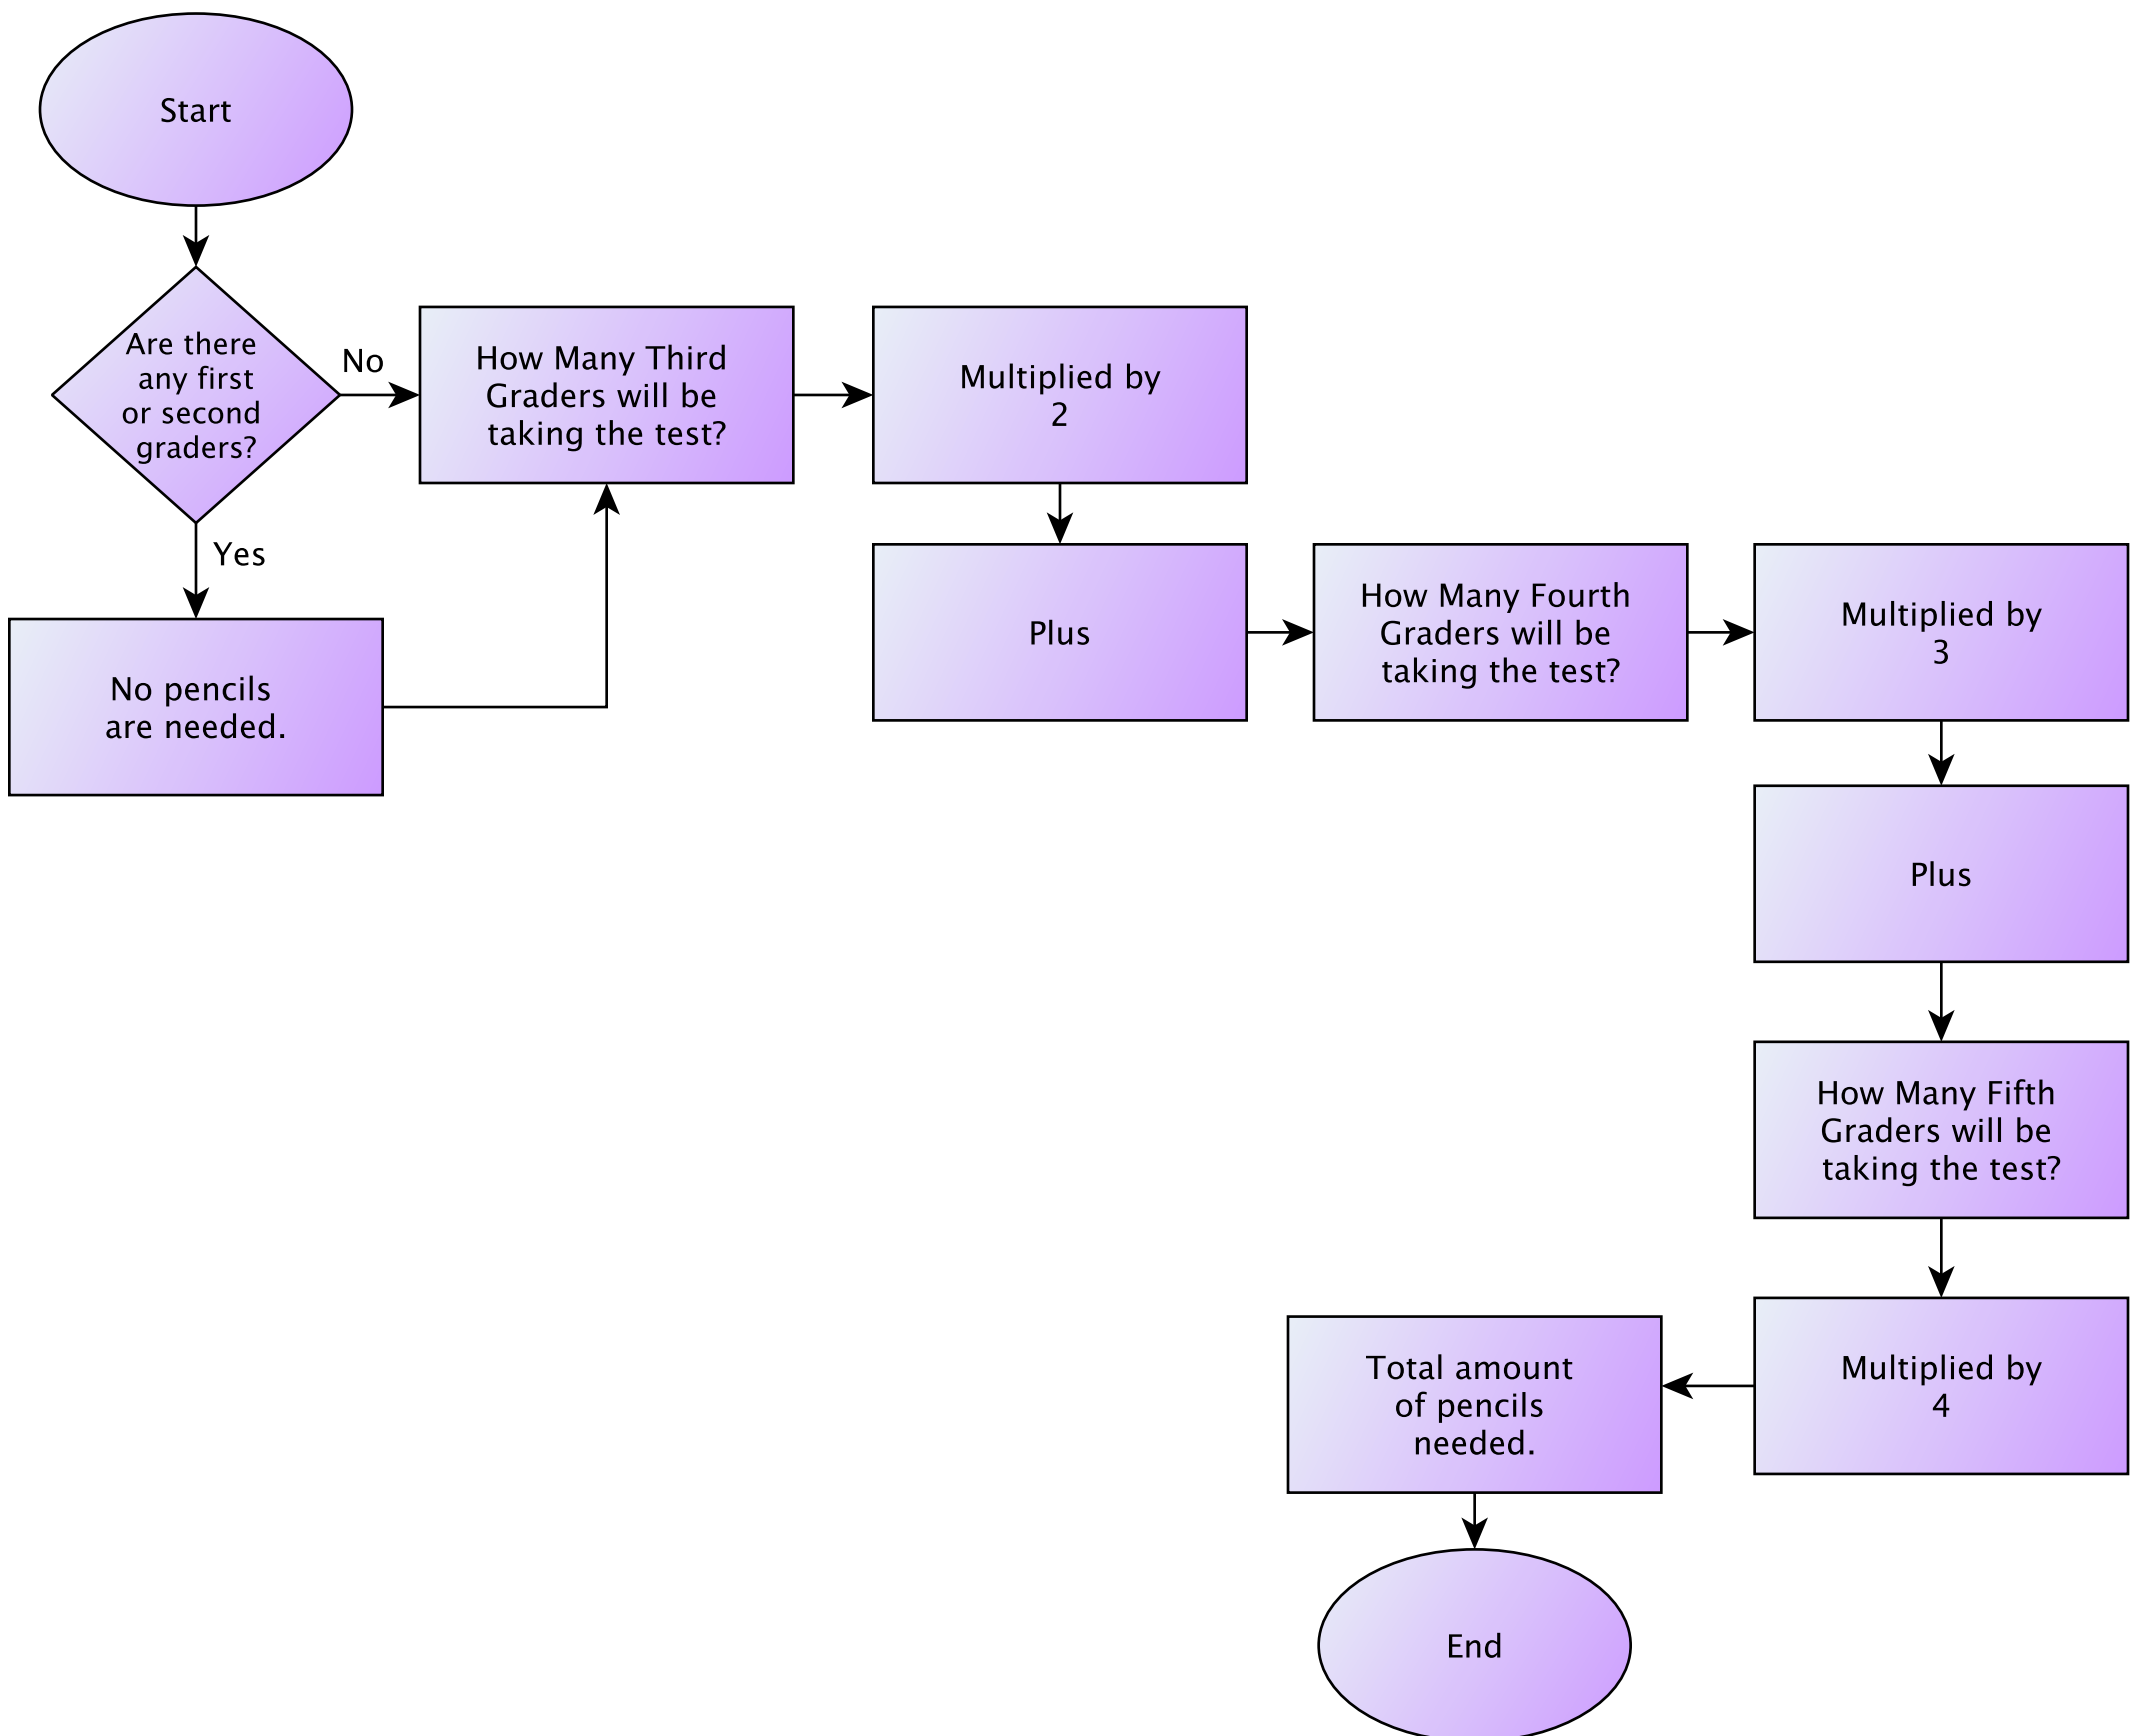 Start
Are there
any first
or second
graders?
No
Yes
No pencils
are needed.
How Many Third
Graders will be
taking the test?
Multiplied by
2
Plus
How Many Fourth
Graders will be
taking the test?
Multiplied by
3
Plus
How Many Fifth
Graders will be
taking the test?
Multiplied by
4
Total amount
of pencils
needed.
End